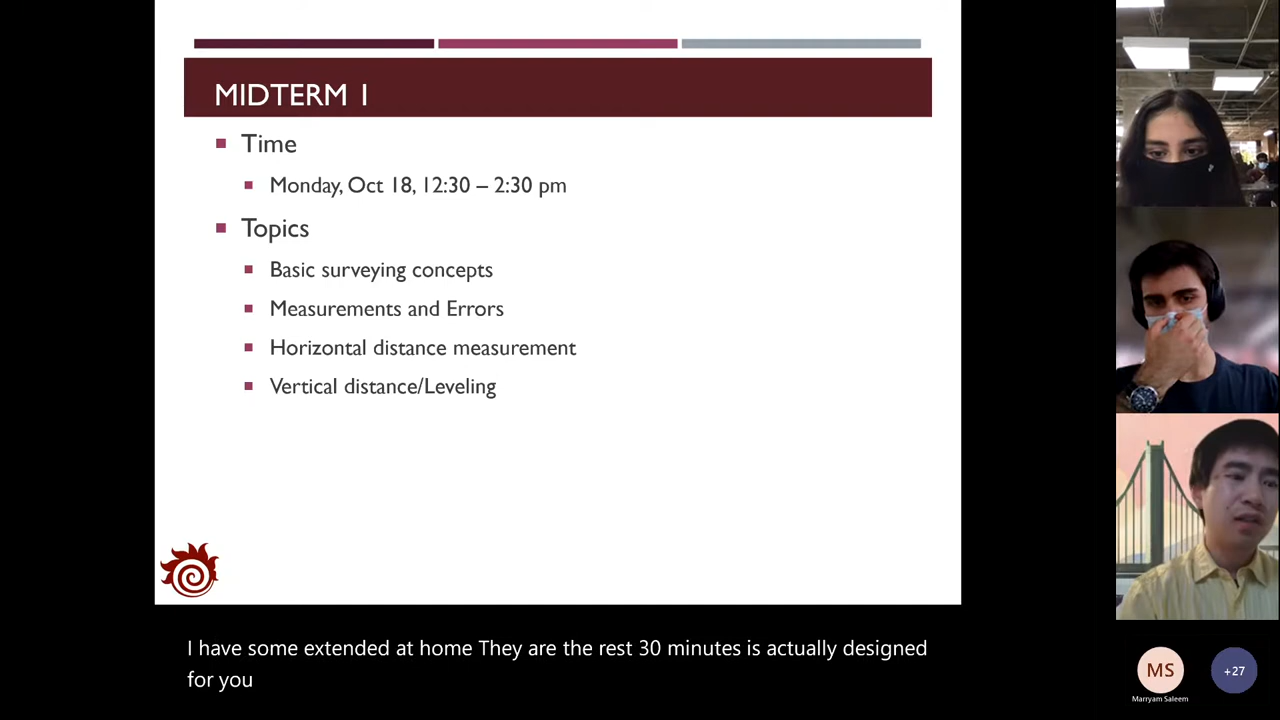 MIDTERM 1
Time
Monday, Oct 18, 12:30 – 2:30 pm
Topics
Basic surveying concepts
Measurements and Errors
Horizontal distance measurement
Vertical distance/Leveling
I have some extended at home They are the rest 30 minutes is actually designed
for you
MS
+27
Marryam Saleem